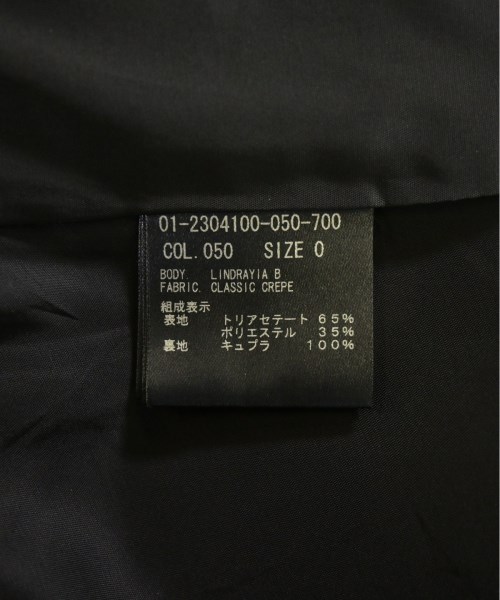 01-2304100-050-700
COL.050 SIZE 0
BODY. LINDRAYIA B
FABRIC. CLASSIC CREPE
組成表示
表地 トリアセテート 65%
ポリエステル 35%
裏地 キュプラ 100%